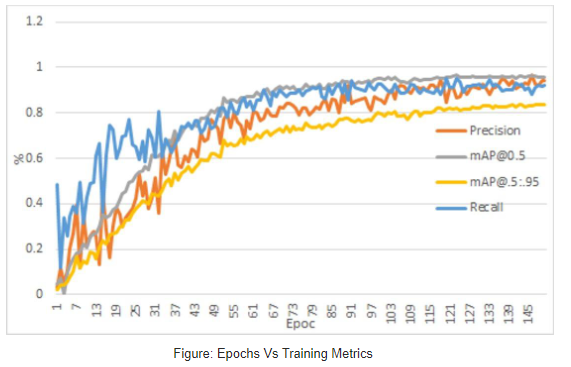 1.2
1
0.8
0.6
0.4
0.2
0
%
Precision
mAP@0.5
mAP@.5:.95
Recall
1 7 13 19 25 31 37 43 49 55 61 67 73 79 85 91 97 103 109 115 121 127 133 139 145
Epoc
Figure: Epochs Vs Training Metrics